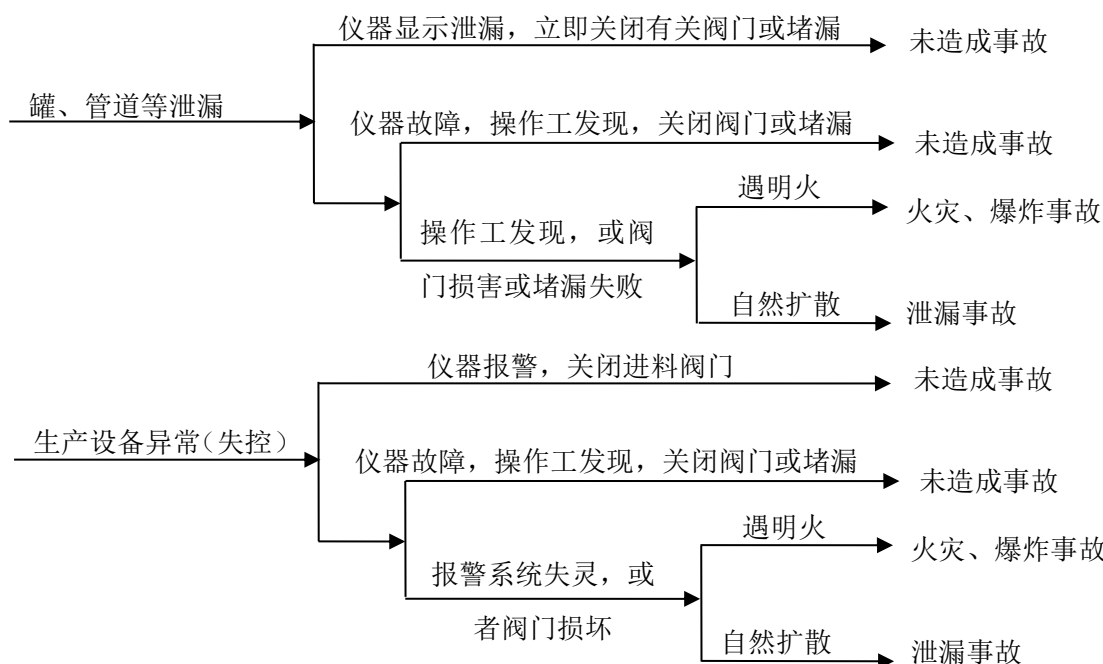 仪器显示泄漏，立即关闭有关阀门或堵漏
未造成事故
罐、管道等泄漏
仪器故障，操作工发现，关闭阀门或堵漏
未造成事故
遇明火
火灾、爆炸事故
操作工发现，或阀
门损害或堵漏失败
自然扩散
泄漏事故
仪器报警，关闭进料阀门
未造成事故
生产设备异常（失控）
仪器故障，操作工发现，关闭阀门或堵漏
未造成事故
遇明火
火灾、爆炸事故
报警系统失灵，或
者阀门损坏
自然扩散
泄漏事故